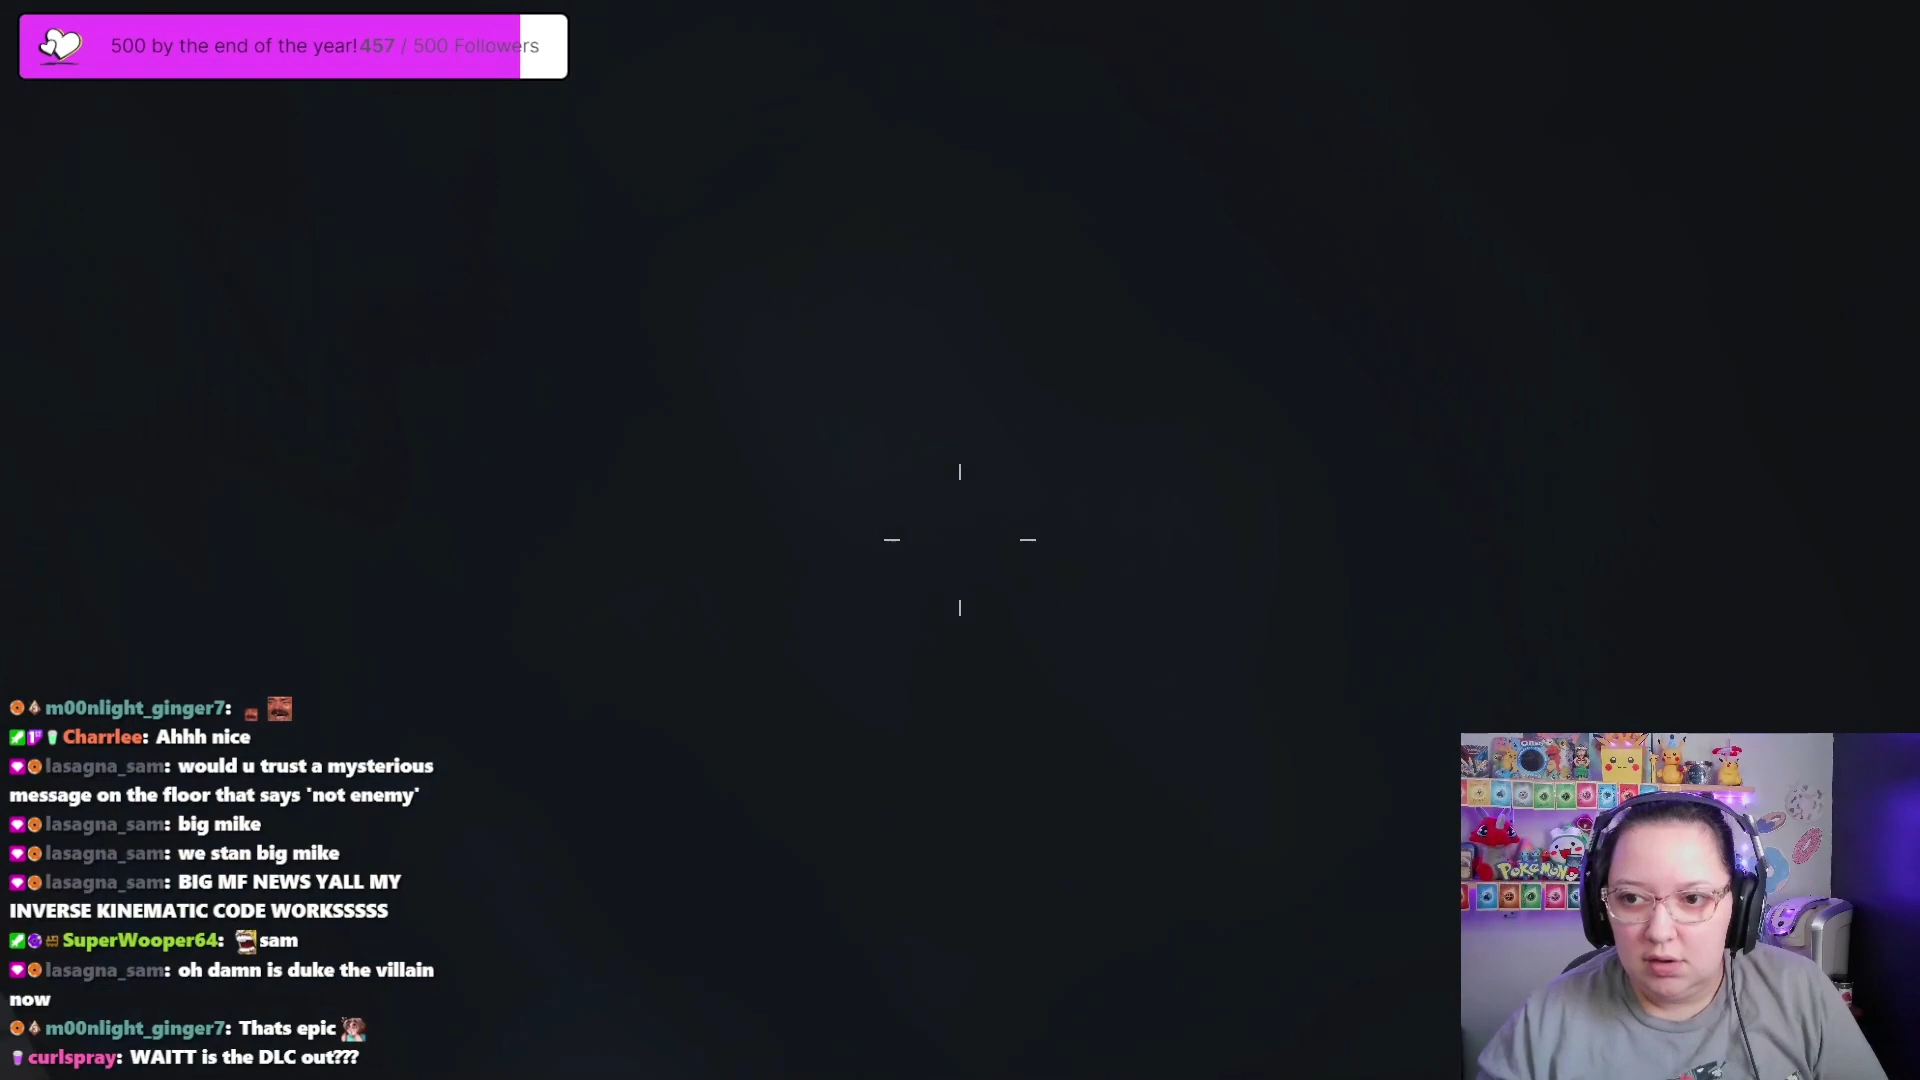 500 by the end of the year!457 / 500 Followers
m00nlight_ginger7:
Charrlee: Ahhh nice
lasagna_sam: would u trust a mysterious
message on the floor that says 'not enemy'
lasagna_sam: big mike
lasagna_sam: we stan big mike
lasagna_sam: BIG MF NEWS YALL MY
INVERSE KINEMATIC CODE WORKSSSSS
SuperWooper64: sam
lasagna_sam: oh damn is duke the villain
now
m00nlight_ginger7: Thats epic
curlspray: WAITT is the DLC out???
POKéMON